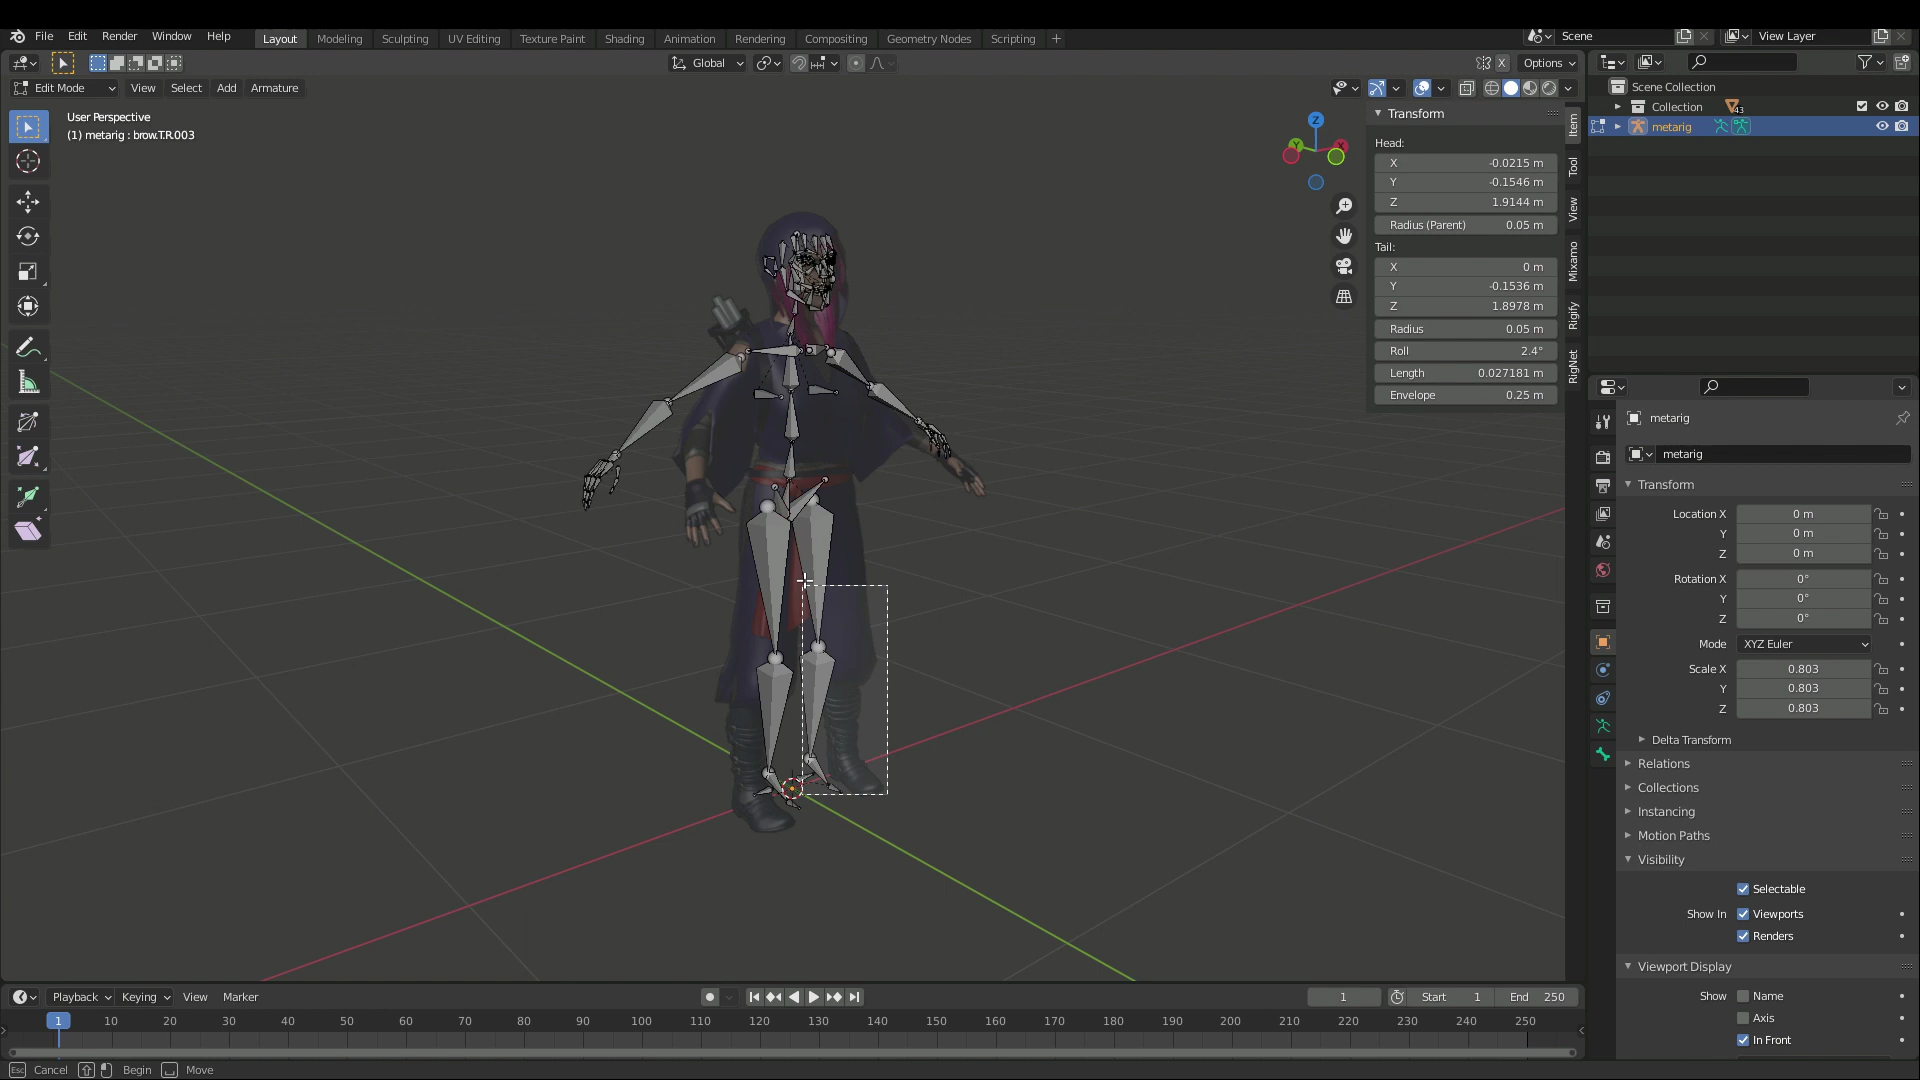 File Edit Render Window Help Layout Modeling Sculpting UV Editing Texture Paint Shading Animation Rendering Compositing Geometry Nodes Scripting + Scene View Layer
Global X Options
Edit Mode View Select Add Armature
User Perspective
(1) metarig : brow.T.R.003
Z
Y
X
Transform
Head:
X -0.0215 m
Y -0.1546 m
Z 1.9144 m
Radius (Parent) 0.05 m
Tail:
X 0 m
Y -0.1536 m
Z 1.8978 m
Radius 0.05 m
Roll 2.4°
Length 0.027181 m
Envelope 0.25 m
Item
Tool
View
Mixamo
Rigify
RigNet
Scene Collection
Collection 43
metarig
metarig
metarig
Transform
Location X 0 m
Y 0 m
Z 0 m
Rotation X 0°
Y 0°
Z 0°
Mode XYZ Euler
Scale X 0.803
Y 0.803
Z 0.803
Delta Transform
Relations
Collections
Instancing
Motion Paths
Visibility
Selectable
Show In Viewports
Renders
Viewport Display
Show Name
Axis
In Front
Playback Keying View Marker 1 Start 1 End 250
1 10 20 30 40 50 60 70 80 90 100 110 120 130 140 150 160 170 180 190 200 210 220 230 240 250
Esc Cancel Begin Move